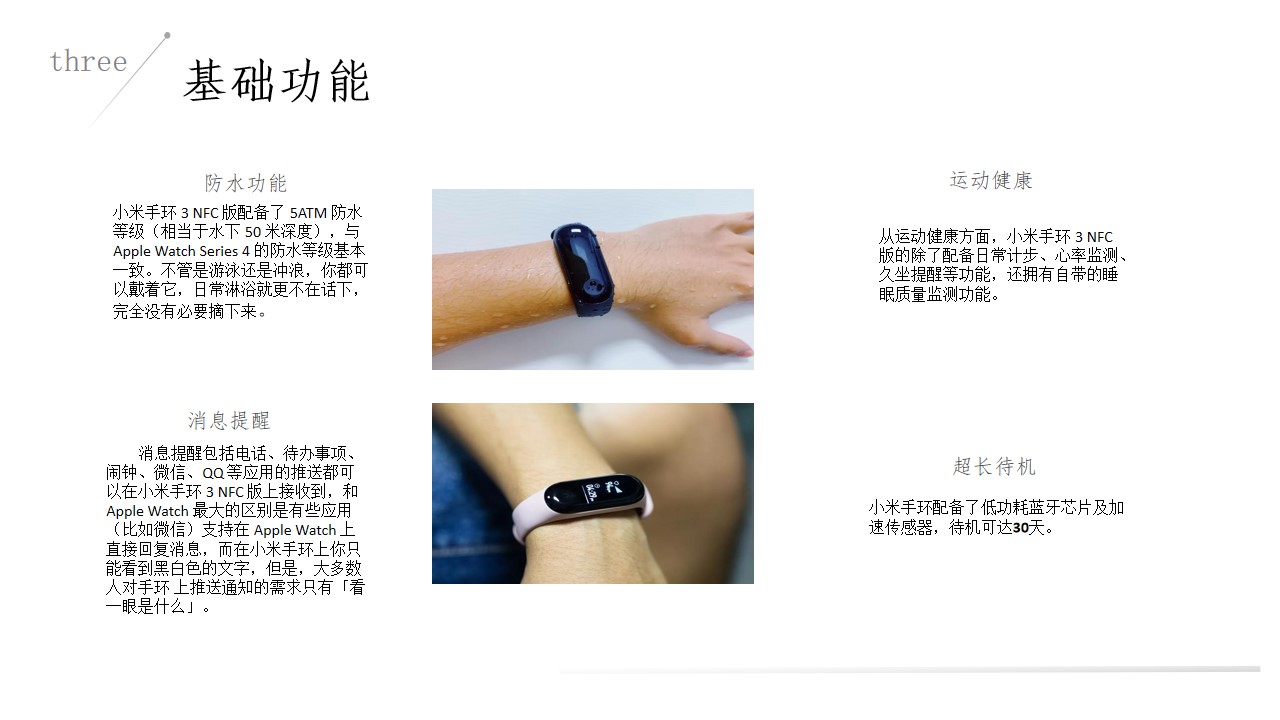 three
基础功能
防水功能
小米手环 3 NFC 版配备了 5ATM 防水
等级（相当于水下 50 米深度），与
Apple Watch Series 4 的防水等级基本
一致。不管是游泳还是冲浪，你都可
以戴着它，日常淋浴就更不在话下，
完全没有必要摘下来。
消息提醒
消息提醒包括电话、待办事项、
闹钟、微信、QQ 等应用的推送都可
以在小米手环 3 NFC 版上接收到，和
Apple Watch 最大的区别是有些应用
（比如微信）支持在 Apple Watch 上
直接回复消息，而在小米手环上你只
能看到黑白色的文字，但是，大多数
人对手环 上推送通知的需求只有「看
一眼是什么」。
运动健康
从运动健康方面，小米手环 3 NFC
版的除了配备日常计步、心率监测、
久坐提醒等功能，还拥有自带的睡
眠质量监测功能。
超长待机
小米手环配备了低功耗蓝牙芯片及加
速传感器，待机可达30天。